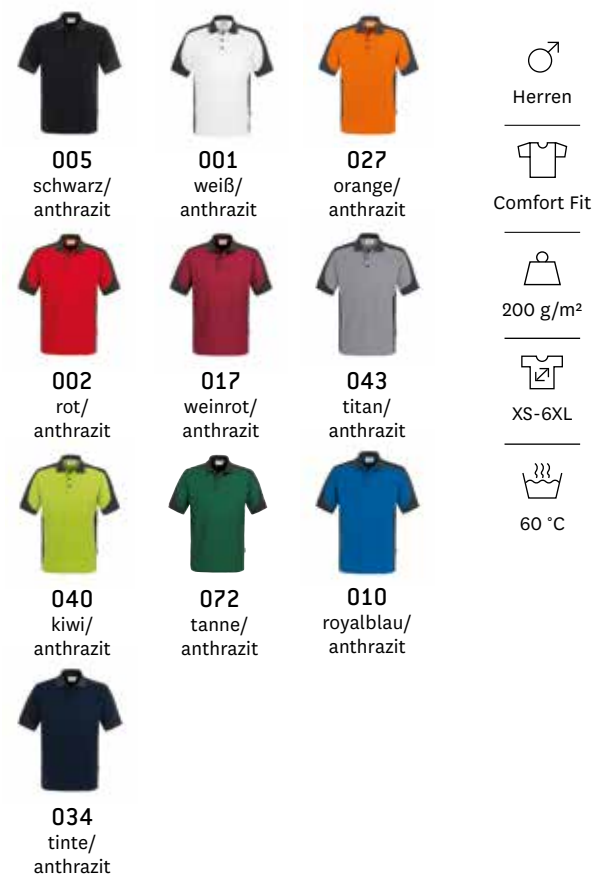 005
schwarz/
anthrazit
001
weiß/
anthrazit
027
orange/
anthrazit
002
rot/
anthrazit
017
weinrot/
anthrazit
043
titan/
anthrazit
040
kiwi/
anthrazit
072
tanne/
anthrazit
010
royalblau/
anthrazit
034
tinte/
anthrazit
Herren
Comfort Fit
200 g/m²
XS-6XL
60 °C